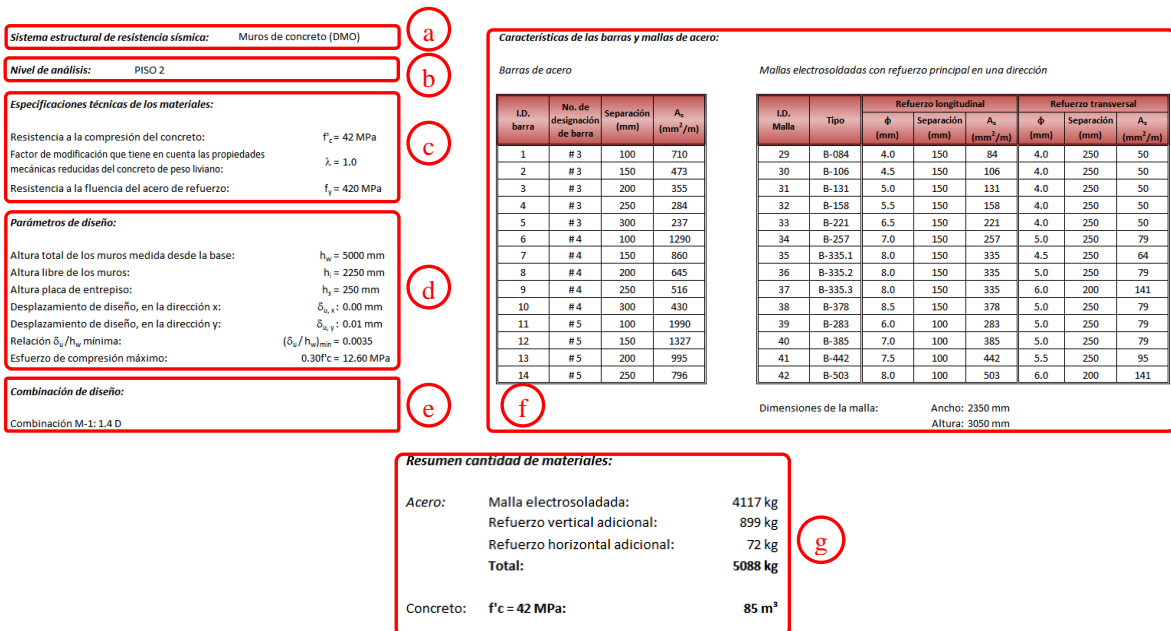 Sistema estructural de resistencia sísmica: Muros de concreto (DMO)
a
Nivel de análisis: PISO 2
b
Especificaciones técnicas de los materiales:
Resistencia a la compresión del concreto: f'c = 42 MPa
Factor de modificación que tiene en cuenta las propiedades
mecánicas reducidas del concreto de peso liviano: λ = 1.0
Resistencia a la fluencia del acero de refuerzo: fy = 420 MPa
c
Parámetros de diseño:
Altura total de los muros medida desde la base: hw = 5000 mm
Altura libre de los muros: hl = 2250 mm
Altura placa de entrepiso: hs = 250 mm
Desplazamiento de diseño, en la dirección x: δu, x: 0.00 mm
Desplazamiento de diseño, en la dirección y: δu, y: 0.01 mm
Relación δu/hw mínima: (δu / hw)min = 0.0035
Esfuerzo de compresión máximo: 0.30f'c = 12.60 MPa
d
Combinación de diseño:
Combinación M-1: 1.4 D
e
Características de las barras y mallas de acero:
Barras de acero
I.D. barra No. de designación de barra Separación (mm) As (mm²/m)
1 # 3 100 710
2 # 3 150 473
3 # 3 200 355
4 # 3 250 284
5 # 3 300 237
6 # 4 100 1290
7 # 4 150 860
8 # 4 200 645
9 # 4 250 516
10 # 4 300 430
11 # 5 100 1990
12 # 5 150 1327
13 # 5 200 995
14 # 5 250 796
f
Mallas electrosoldadas con refuerzo principal en una dirección
I.D. Malla Tipo Refuerzo longitudinal Refuerzo transversal
ϕ (mm) Separación (mm) As (mm²/m) ϕ (mm) Separación (mm) As (mm²/m)
29 B-084 4.0 150 84 4.0 250 50
30 B-106 4.5 150 106 4.0 250 50
31 B-131 5.0 150 131 4.0 250 50
32 B-158 5.5 150 158 4.0 250 50
33 B-221 6.5 150 221 4.0 250 50
34 B-257 7.0 150 257 5.0 250 79
35 B-335.1 8.0 150 335 4.5 250 64
36 B-335.2 8.0 150 335 5.0 250 79
37 B-335.3 8.0 150 335 6.0 200 141
38 B-378 8.5 150 378 5.0 250 79
39 B-283 6.0 100 283 5.0 250 79
40 B-385 7.0 100 385 5.0 250 79
41 B-442 7.5 100 442 5.5 250 95
42 B-503 8.0 100 503 6.0 200 141
Dimensiones de la malla: Ancho: 2350 mm
Altura: 3050 mm
Resumen cantidad de materiales:
Acero: Malla electrosoladada: 4117 kg
Refuerzo vertical adicional: 899 kg
Refuerzo horizontal adicional: 72 kg
Total: 5088 kg
g
Concreto: f'c = 42 MPa: 85 m³